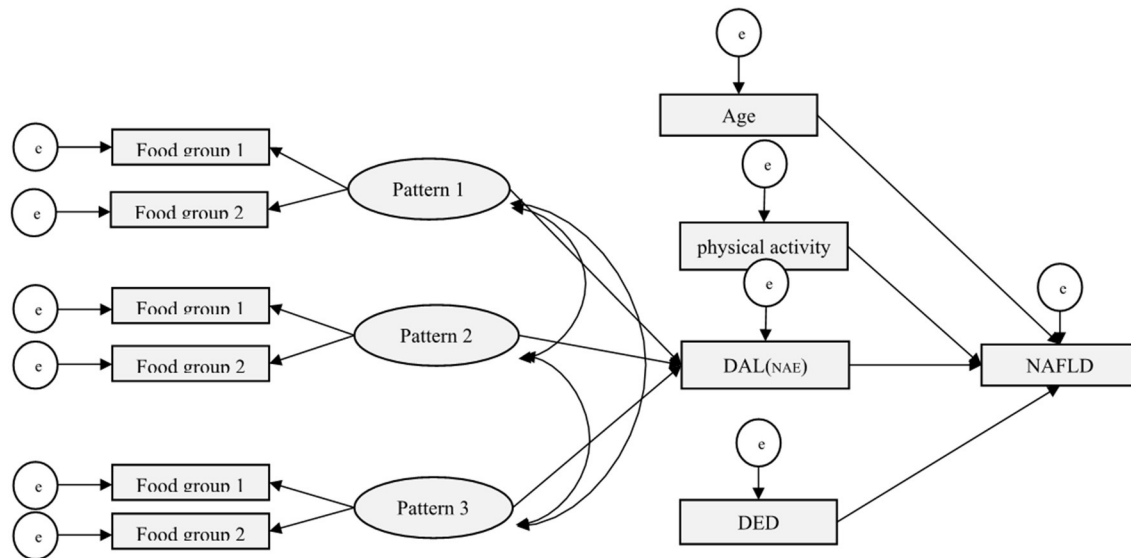 e
Age
c
Food group 1
e
e
Food group 2
Pattern 1
physical activity
e
e
Food group 1
c
e
Food group 2
Pattern 2
DAL(NAE)
NAFLD
e
e
Food group 1
e
Food group 2
Pattern 3
DED